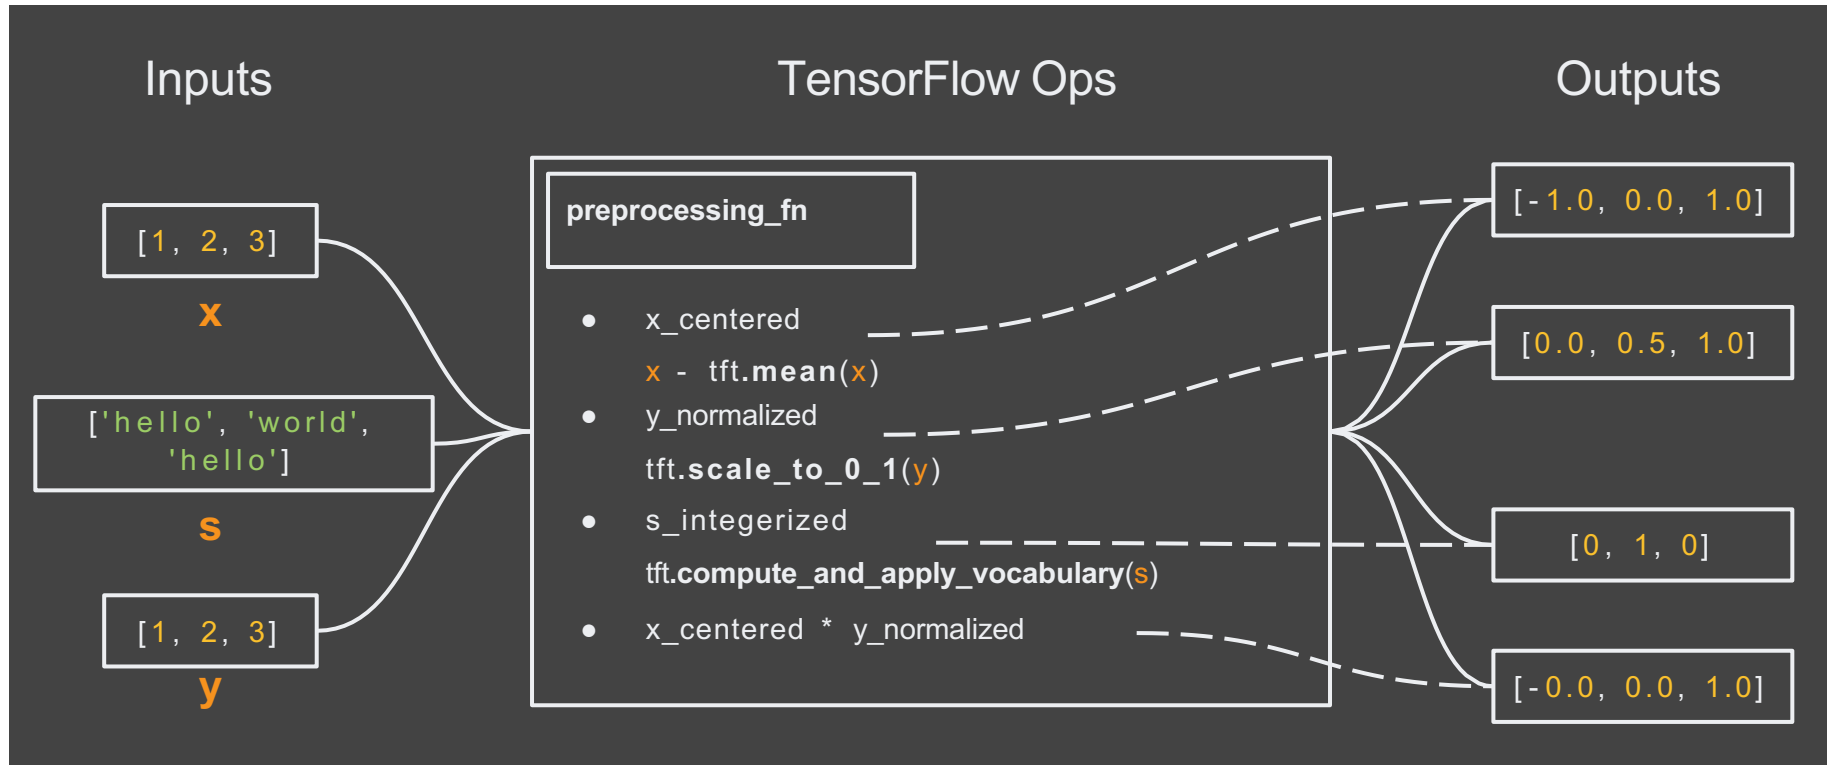 Inputs
TensorFlow Ops
Outputs
[1, 2, 3]
x
['hello', 'world',
'hello']
s
[1, 2, 3]
y
preprocessing_fn
● x_centered
x - tft.mean(x)
● y_normalized
tft.scale_to_0_1(y)
● s_integerized
tft.compute_and_apply_vocabulary(s)
● x_centered * y_normalized
[-1.0, 0.0, 1.0]
[0.0, 0.5, 1.0]
[0, 1, 0]
[-0.0, 0.0, 1.0]